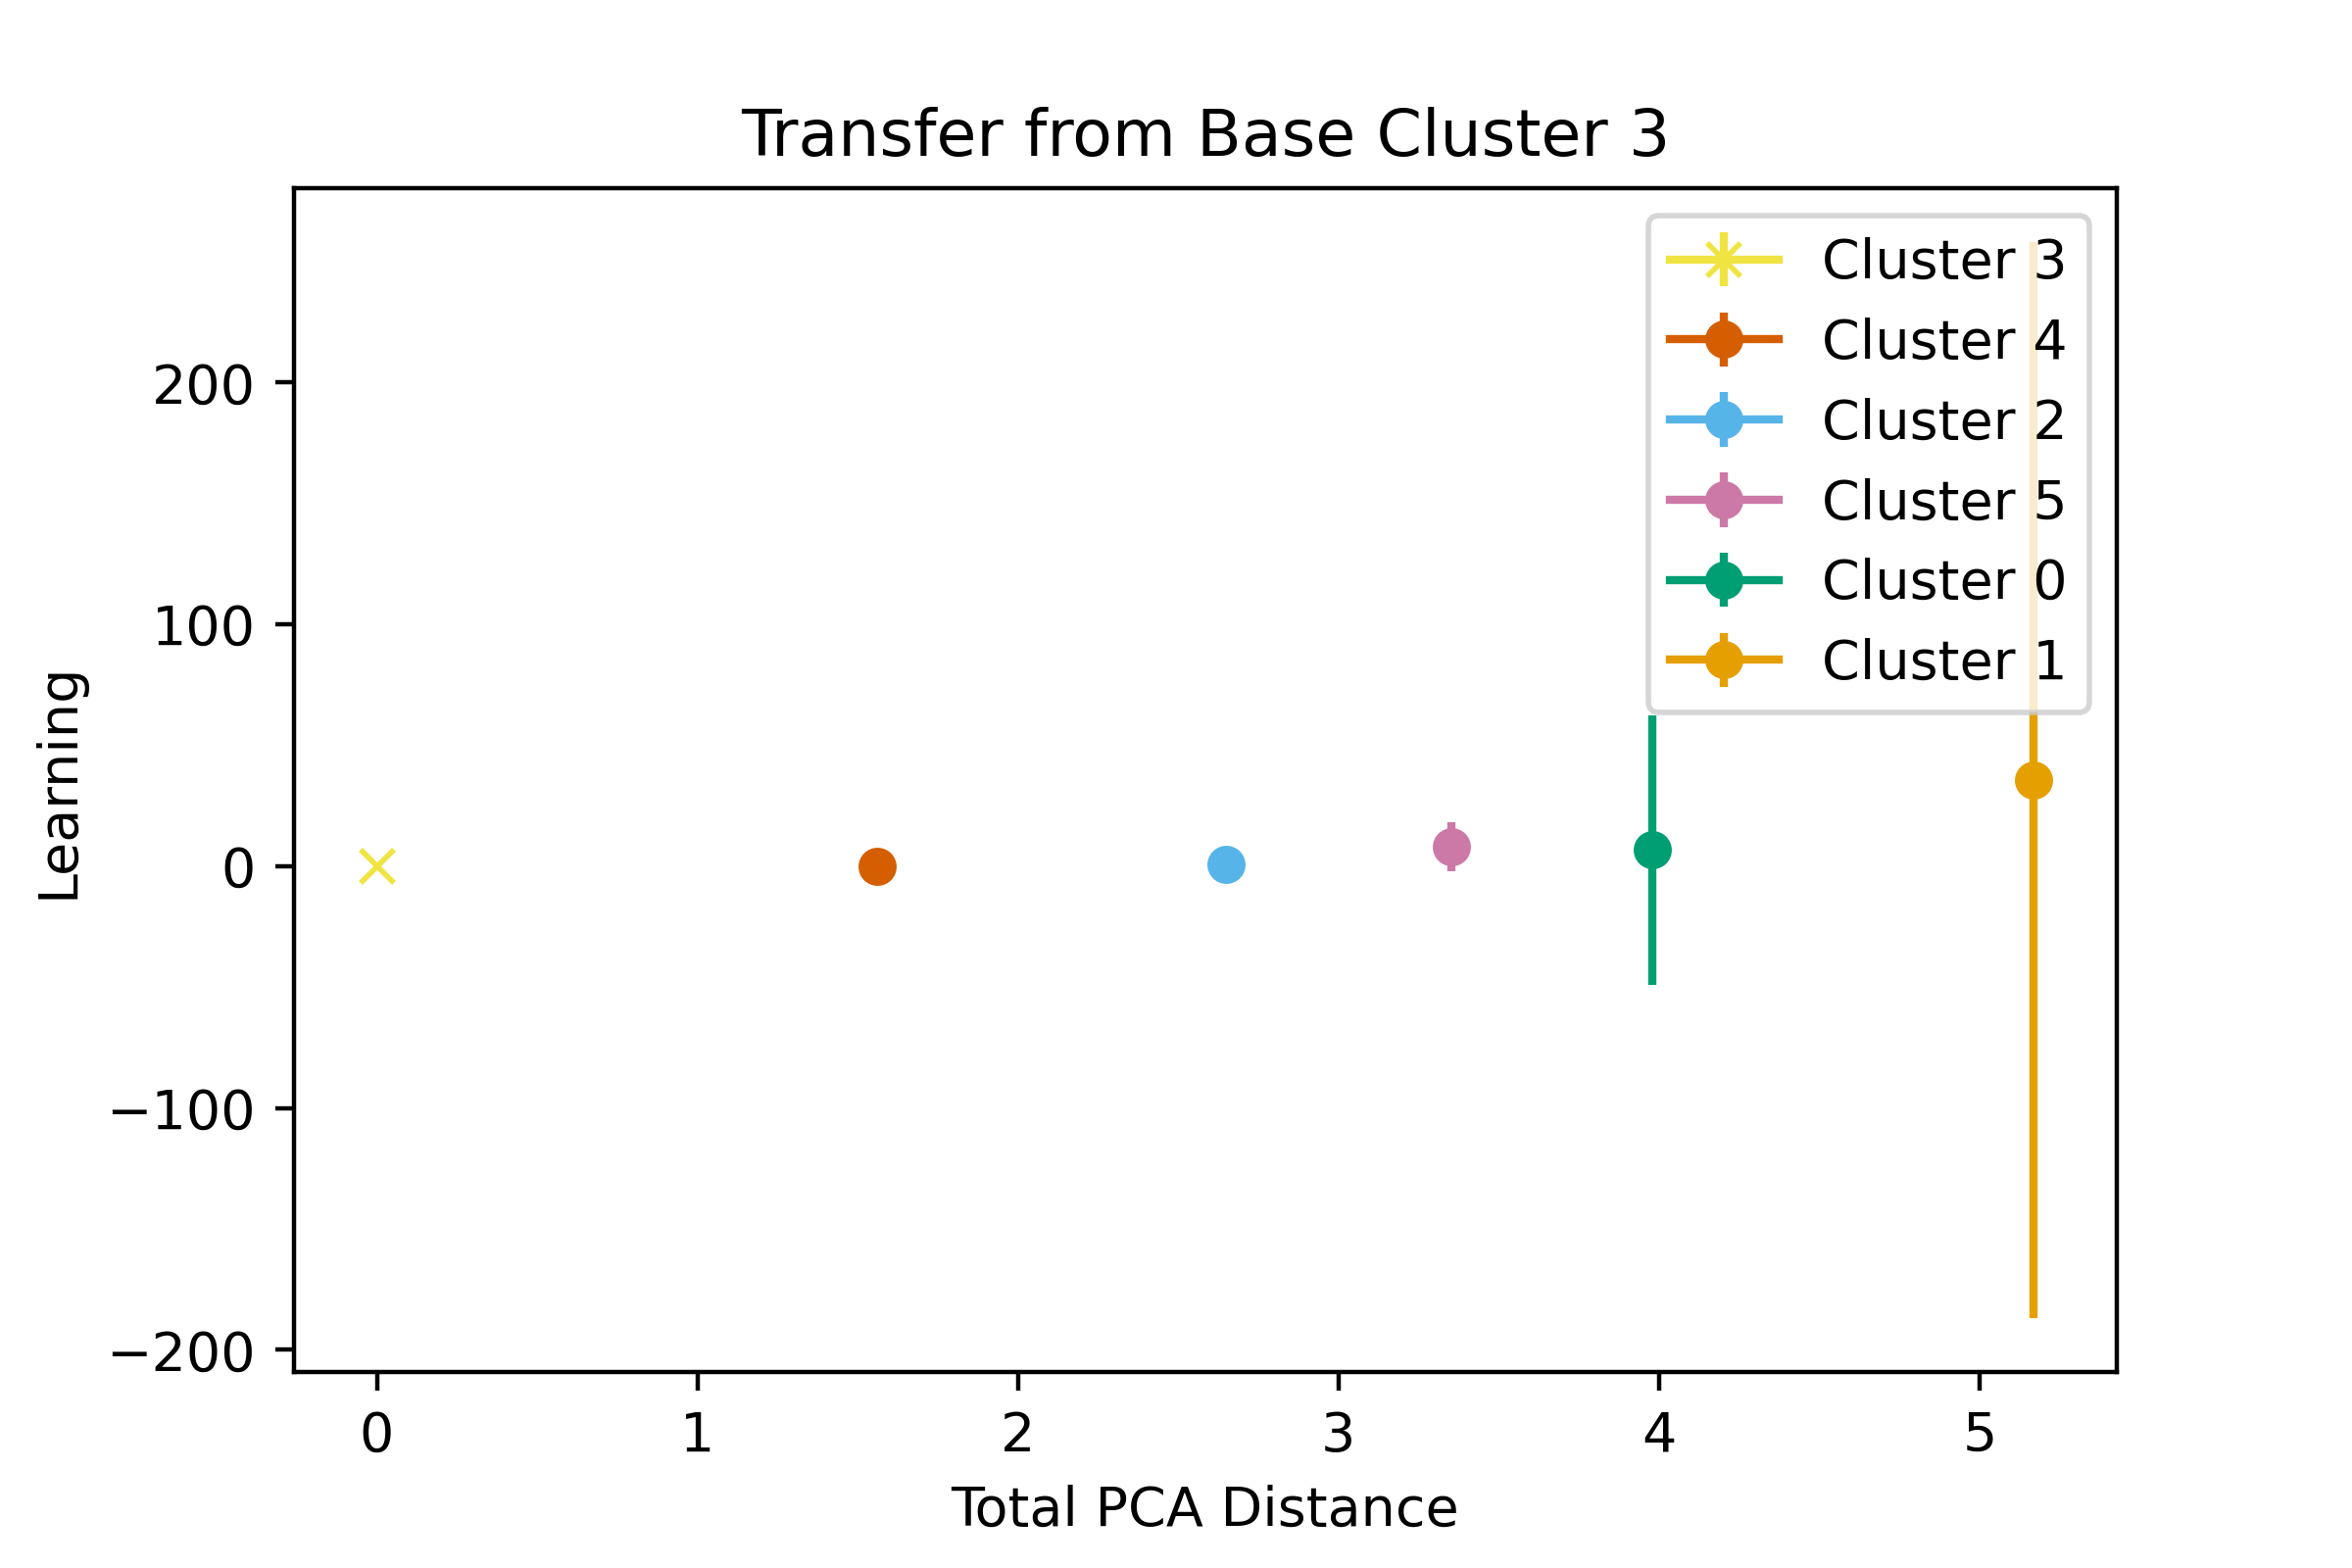 Transfer from Base Cluster 3
Cluster 3
Cluster 4
Cluster 2
Cluster 5
Cluster 0
Cluster 1
200
100
0
−100
−200
Learning
0 1 2 3 4 5
Total PCA Distance